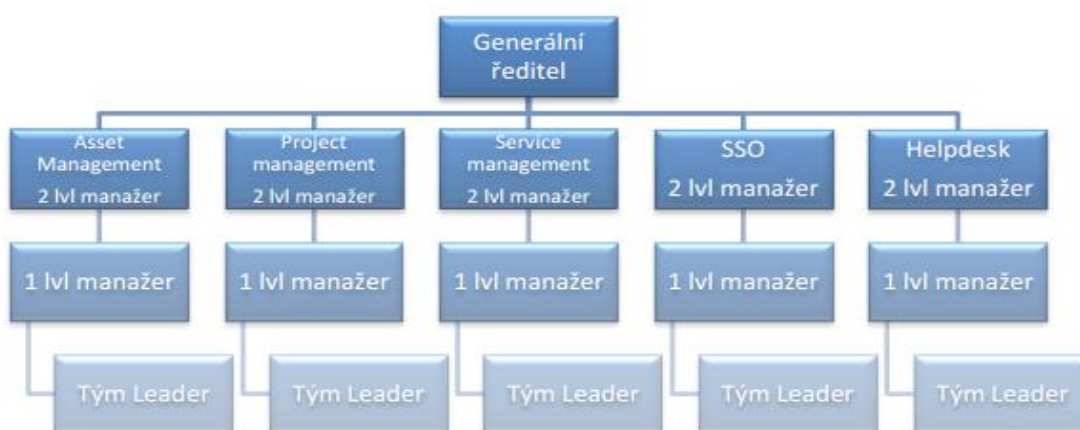 Generální
ředitel
Asset
Management
2 lvl manažer
Project
management
2 lvl manažer
Service
management
2 lvl manažer
SSO
2 lvl manažer
Helpdesk
2 lvl manažer
1 lvl manažer
1 lvl manažer
1 lvl manažer
1 lvl manažer
1 lvl manažer
Tým Leader
Tým Leader
Tým Leader
Tým Leader
Tým Leader